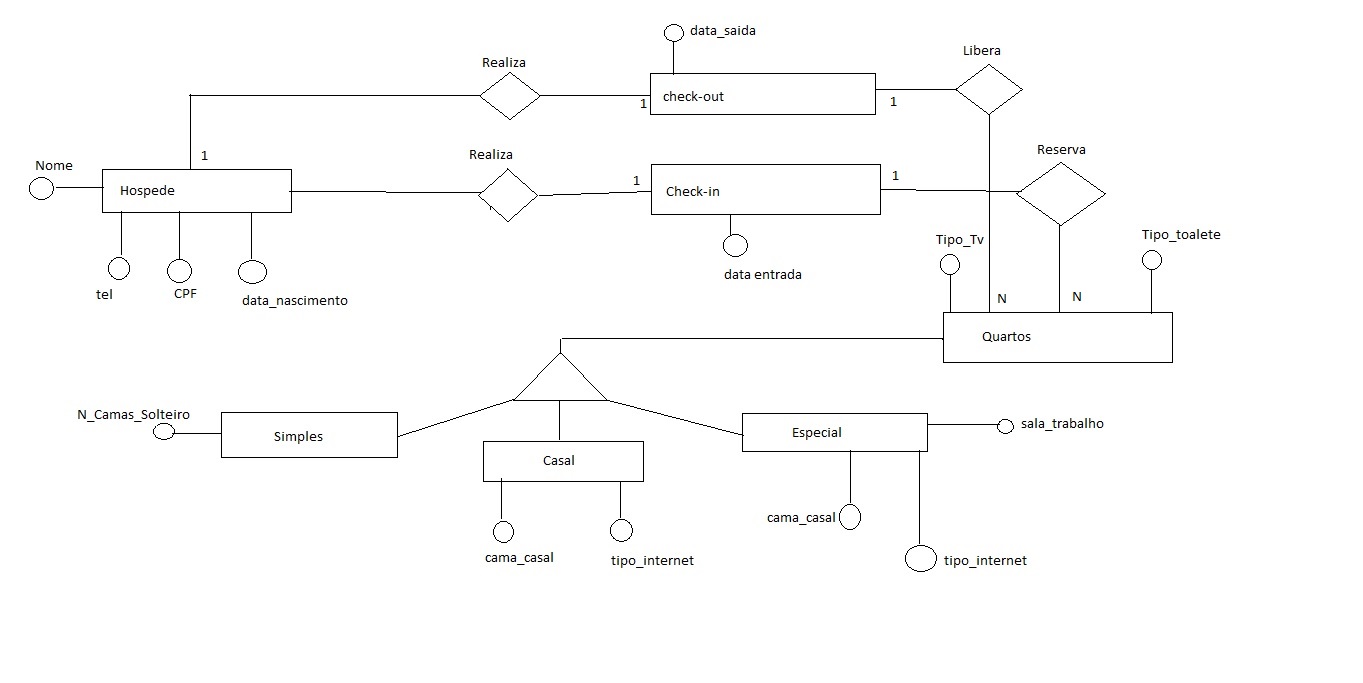 data_saida
Libera
Realiza
check-out
1
1
Reserva
1
Realiza
Nome
Hospede
1
Check-in
1
tel
CPF
data_nascimento
data entrada
Tipo_Tv
Tipo_toalete
N
N
Quartos
N_Camas_Solteiro
Simples
Casal
Especial
sala_trabalho
cama_casal
tipo_internet
cama_casal
tipo_internet